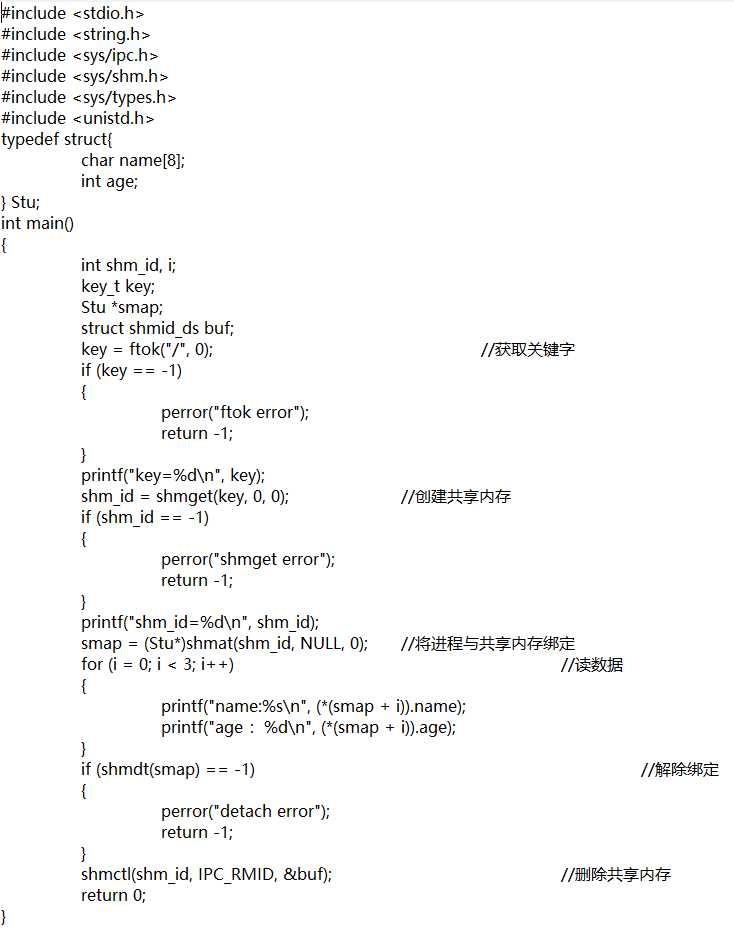 #include <stdio.h>
#include <string.h>
#include <sys/ipc.h>
#include <sys/shm.h>
#include <sys/types.h>
#include <unistd.h>
typedef struct{
        char name[8];
        int age;
} Stu;
int main()
{
        int shm_id, i;
        key_t key;
        Stu *smap;
        struct shmid_ds buf;
        key = ftok("/", 0);                //获取关键字
        if (key == -1)
        {
                perror("ftok error");
                return -1;
        }
        printf("key=%d\n", key);
        shm_id = shmget(key, 0, 0);        //创建共享内存
        if (shm_id == -1)
        {
                perror("shmget error");
                return -1;
        }
        printf("shm_id=%d\n", shm_id);
        smap = (Stu*)shmat(shm_id, NULL, 0);    //将进程与共享内存绑定
        for (i = 0; i < 3; i++)                //读数据
        {
                printf("name:%s\n", (*(smap + i)).name);
                printf("age : %d\n", (*(smap + i)).age);
        }
        if (shmdt(smap) == -1)                //解除绑定
        {
                perror("detach error");
                return -1;
        }
        shmctl(shm_id, IPC_RMID, &buf);        //删除共享内存
        return 0;
}